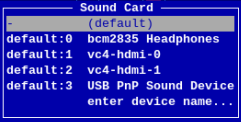 Sound Card
- (default)
default:0 bcm2835 Headphones
default:1 vc4-hdmi-0
default:2 vc4-hdmi-1
default:3 USB PnP Sound Device
enter device name...